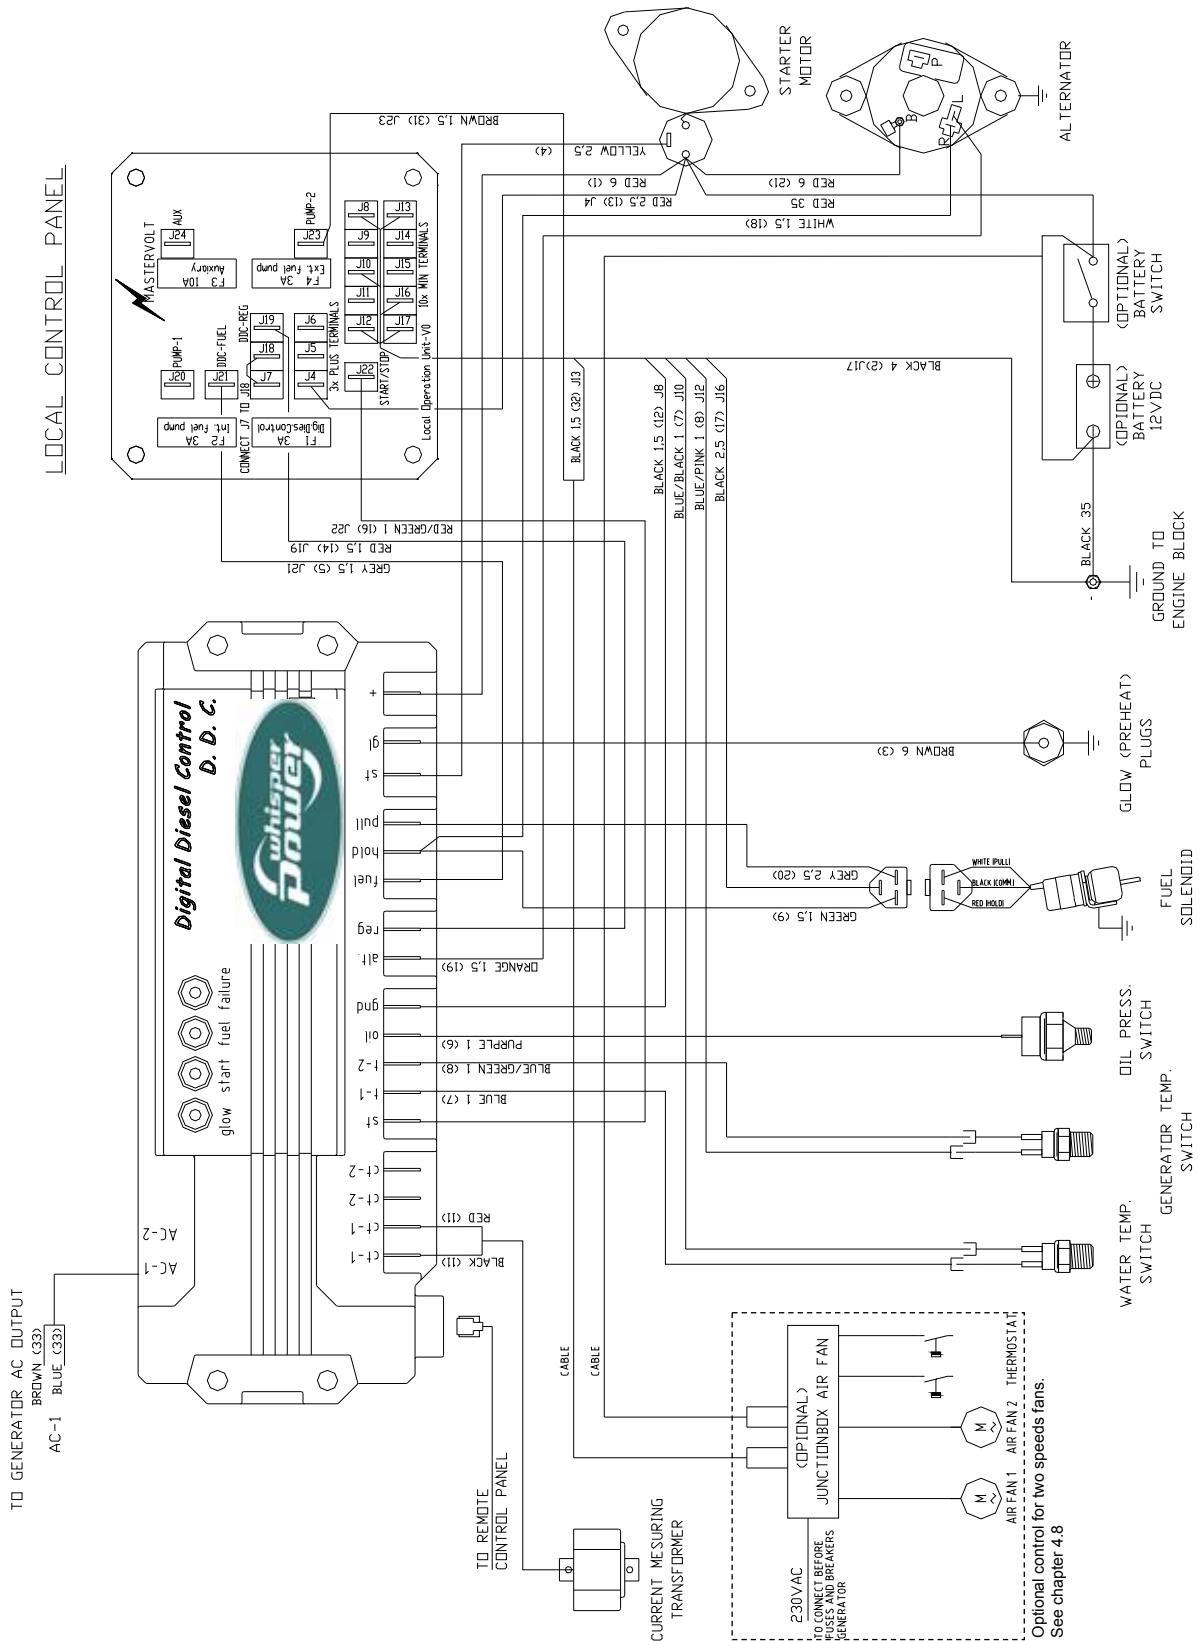 LOCAL CONTROL PANEL
MASTERVOLT
J24 AUX
F3 10A
Auxiary
PUMP-2
J23
F4 3A
Ext. fuel pump
J8
J13
J9
J14
J10
J15
J11
J16
J12
J17
10x MIN TERMINALS
PUMP-1
J20
DDC-FUEL
J21
DDC-REG
J19
J18
J7
J6
J5
J4
3x PLUS TERMINALS
CONNECT J7 TO J18
F2 3A
Int. Fuel pump
F1 3A
Dig.Dies.Control
J22
START/STOP
Local Operation Unit-V0
J23 BROWN 1,5 (31)
YELLOW 2,5 (4)
RED 6 (1)
J4 RED 2,5 (13)
RED 6 (21)
RED 35
WHITE 1,5 (18)
STARTER
MOTOR
P
B
R
L
ALTERNATOR
(OPTIONAL)
BATTERY
SWITCH
(OPTIONAL)
BATTERY
12VDC
BLACK 4 (2)J17
BLACK 35
-
GROUND TO
ENGINE BLOCK
BLACK 1,5 (32) J13
BLACK 1,5 (12) J8
BLUE/BLACK 1 (7) J10
BLUE/PINK 1 (8) J12
BLACK 2,5 (17) J16
J22 RED/GREEN 1 (16)
J19 RED 1,5 (14)
J21 GREY 1,5 (5)
Digital Diesel Control
D. D. C.
whisper
power
glow start fuel failure
+
gl
st
pull
hold
fuel
reg
alt.
gnd
oil
t-2
t-1
st
ct-2
ct-2
ct-1
ct-1
AC-2
AC-1
TO GENERATOR AC OUTPUT
BROWN (33)
AC-1 BLUE (33)
BROWN 6 (3)
GLOW (PREHEAT)
PLUGS
GREY 2,5 (20)
GREEN 1,5 (9)
WHITE (PULL)
BLACK (COMM)
RED (HOLD)
FUEL
SOLENOID
ORANGE 1,5 (19)
PURPLE 1 (6)
BLUE/GREEN 1 (8)
BLUE 1 (7)
OIL PRESS.
SWITCH
GENERATOR TEMP.
SWITCH
WATER TEMP.
SWITCH
RED (11)
BLACK (11)
TO REMOTE
CONTROL PANEL
CURRENT MESURING
TRANSFORMER
CABLE
CABLE
(OPTIONAL)
JUNCTIONBOX AIR FAN
230VAC
TO CONNECT BEFORE
FUSES AND BREAKERS
GENERATOR
M
~
M
~
AIR FAN 1 AIR FAN 2 THERMOSTAT
Optional control for two speeds fans.
See chapter 4.8